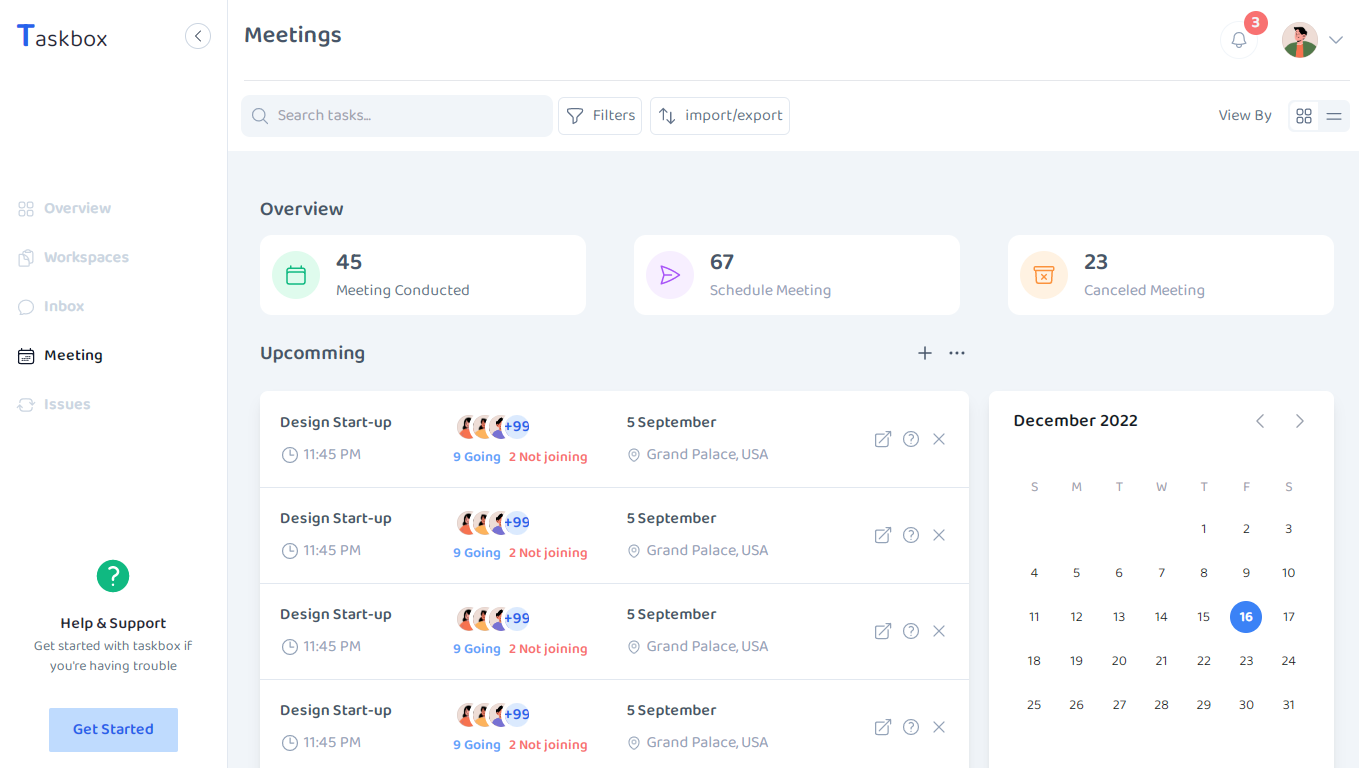 Taskbox
Meetings
3
Search tasks...
Filters
import/export
View By
Overview
Workspaces
Inbox
Meeting
Issues
?
Help & Support
Get started with taskbox if
you're having trouble
Get Started
Overview
45
Meeting Conducted
67
Schedule Meeting
23
Canceled Meeting
Upcomming
Design Start-up
+99
5 September
11:45 PM
9 Going 2 Not joining
Grand Palace, USA
Design Start-up
+99
5 September
11:45 PM
9 Going 2 Not joining
Grand Palace, USA
Design Start-up
+99
5 September
11:45 PM
9 Going 2 Not joining
Grand Palace, USA
Design Start-up
+99
5 September
11:45 PM
9 Going 2 Not joining
Grand Palace, USA
December 2022
S M T W T F S
1 2 3
4 5 6 7 8 9 10
11 12 13 14 15 16 17
18 19 20 21 22 23 24
25 26 27 28 29 30 31